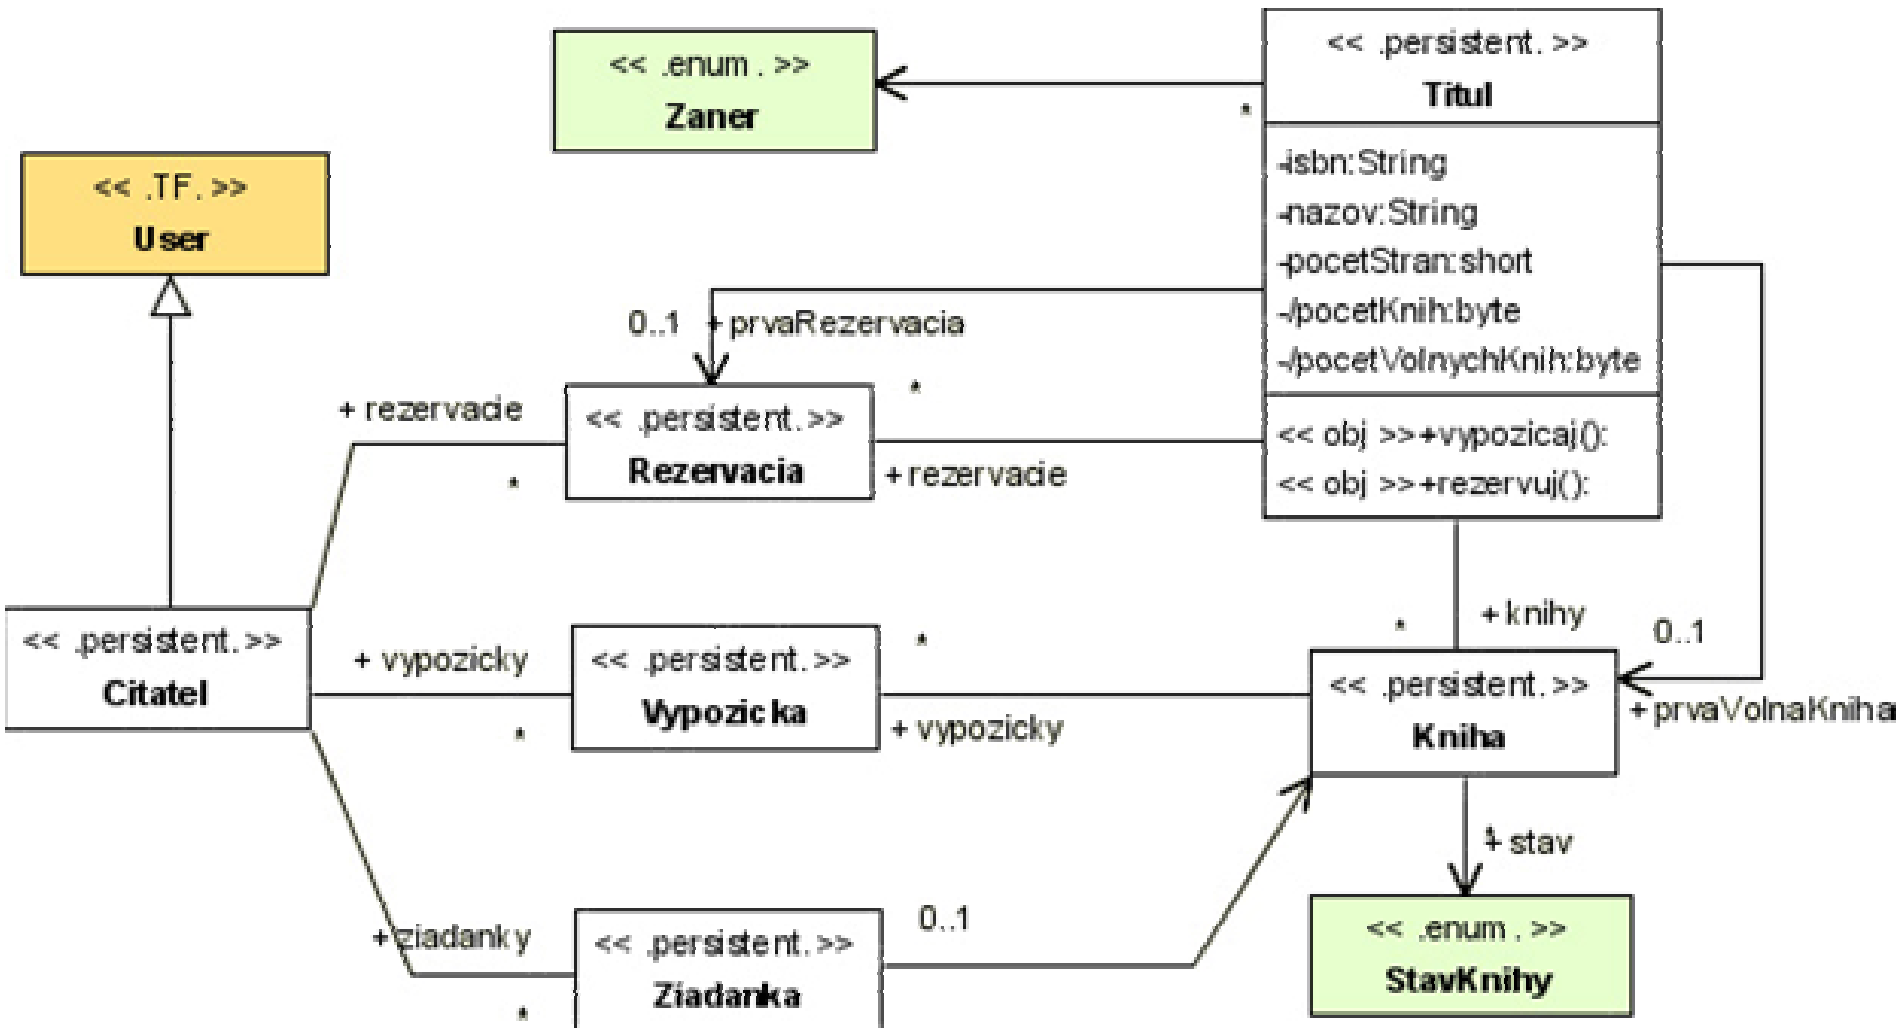 << .enum . >>
Zaner
*
<< .persistent. >>
Titul
-isbn:String
-nazov:String
-pocetStran:short
-/pocetKnih:byte
-/pocetVolnychKnih:byte
<< obj >>+vypozicaj():
<< obj >>+rezervuj():
<< .TF. >>
User
0..1 + prvaRezervacia
+ rezervacie
*
<< .persistent. >>
Rezervacia
*
+ rezervacie
<< .persistent. >>
Citatel
+ vypozicky
*
<< .persistent. >>
Vypozicka
*
+ vypozicky
* + knihy
0..1
<< .persistent. >>
Kniha
+ prvaVolnaKniha
* + stav
+ ziadanky
*
<< .persistent. >>
Ziadanka
0..1
<< .enum . >>
StavKnihy